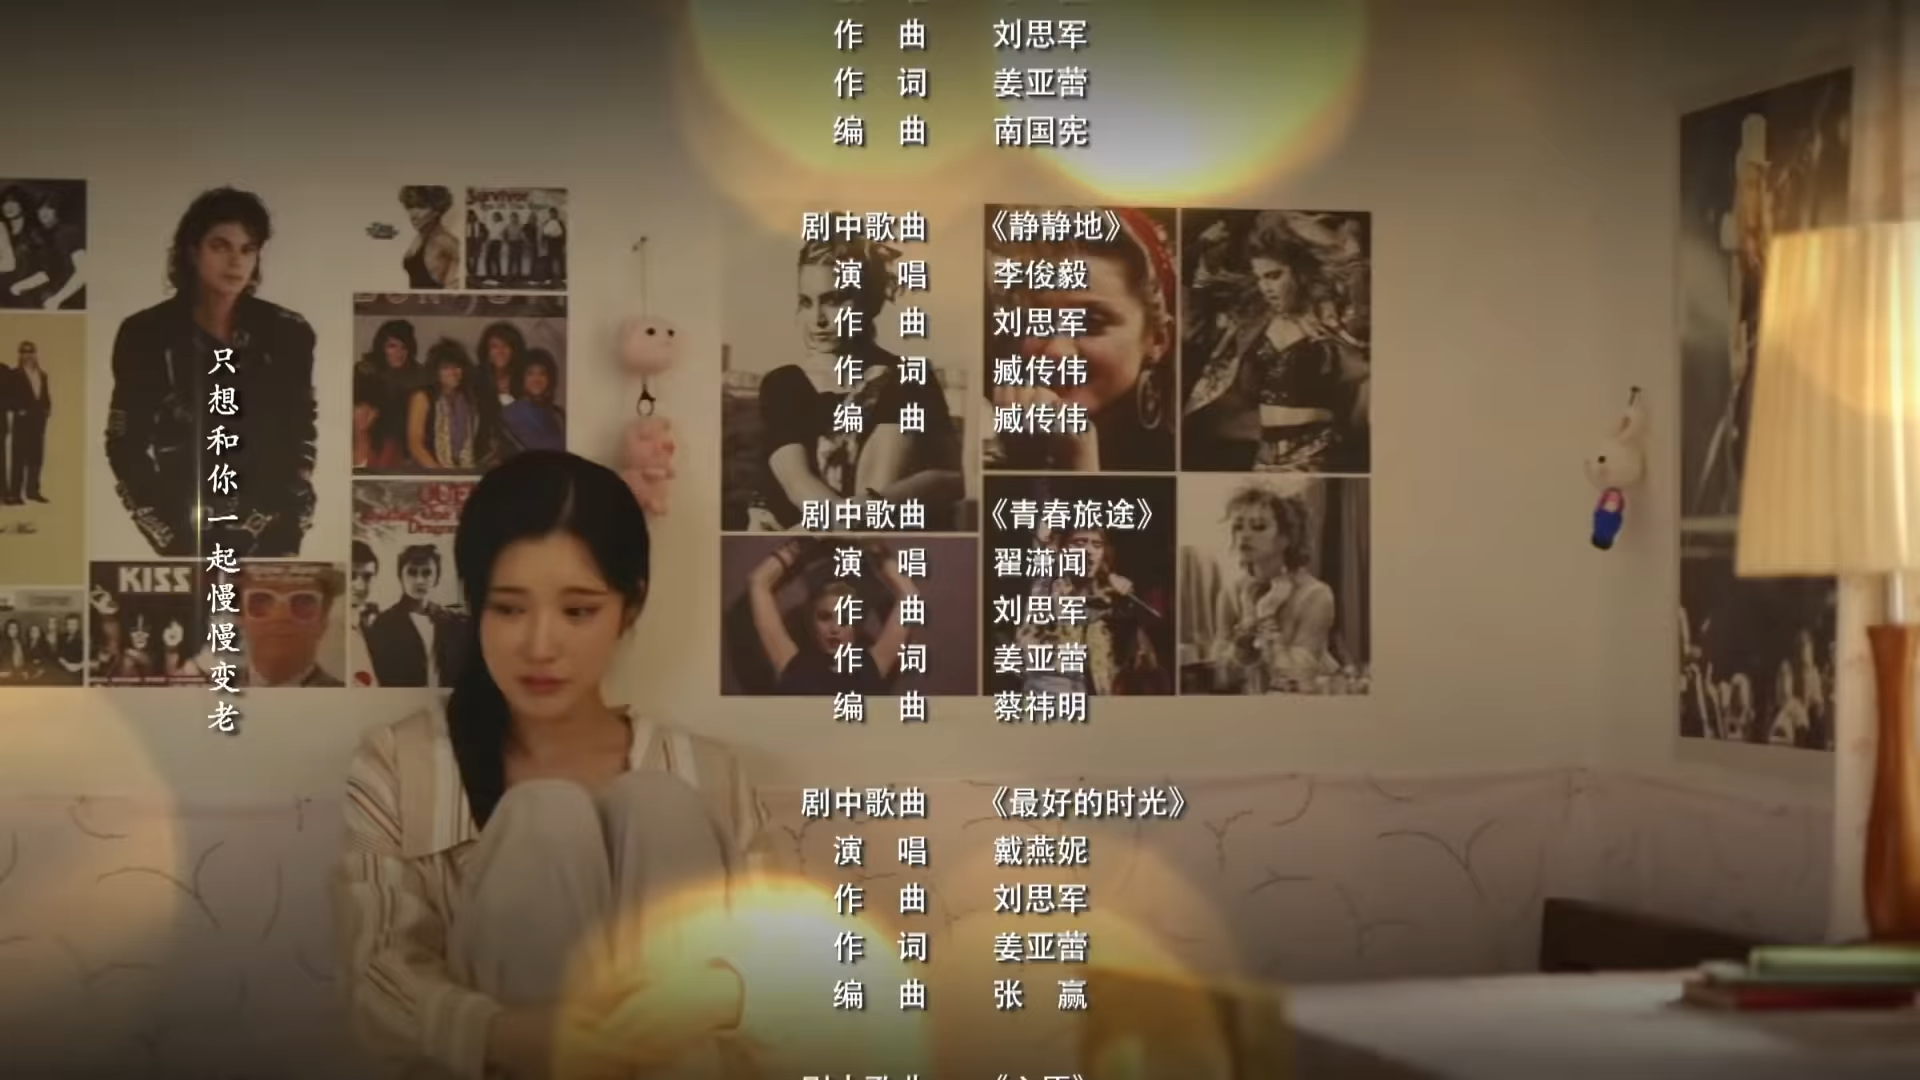 作 曲 刘思军
作 词 姜亚蕾
编 曲 南国宪
剧中歌曲 《静静地》
演 唱 李俊毅
作 曲 刘思军
作 词 臧传伟
编 曲 臧传伟
剧中歌曲 《青春旅途》
演 唱 翟潇闻
作 曲 刘思军
作 词 姜亚蕾
编 曲 蔡祎明
剧中歌曲 《最好的时光》
演 唱 戴燕妮
作 曲 刘思军
作 词 姜亚蕾
编 曲 张 赢
只想和你一起慢慢变老
Survivor
KISS